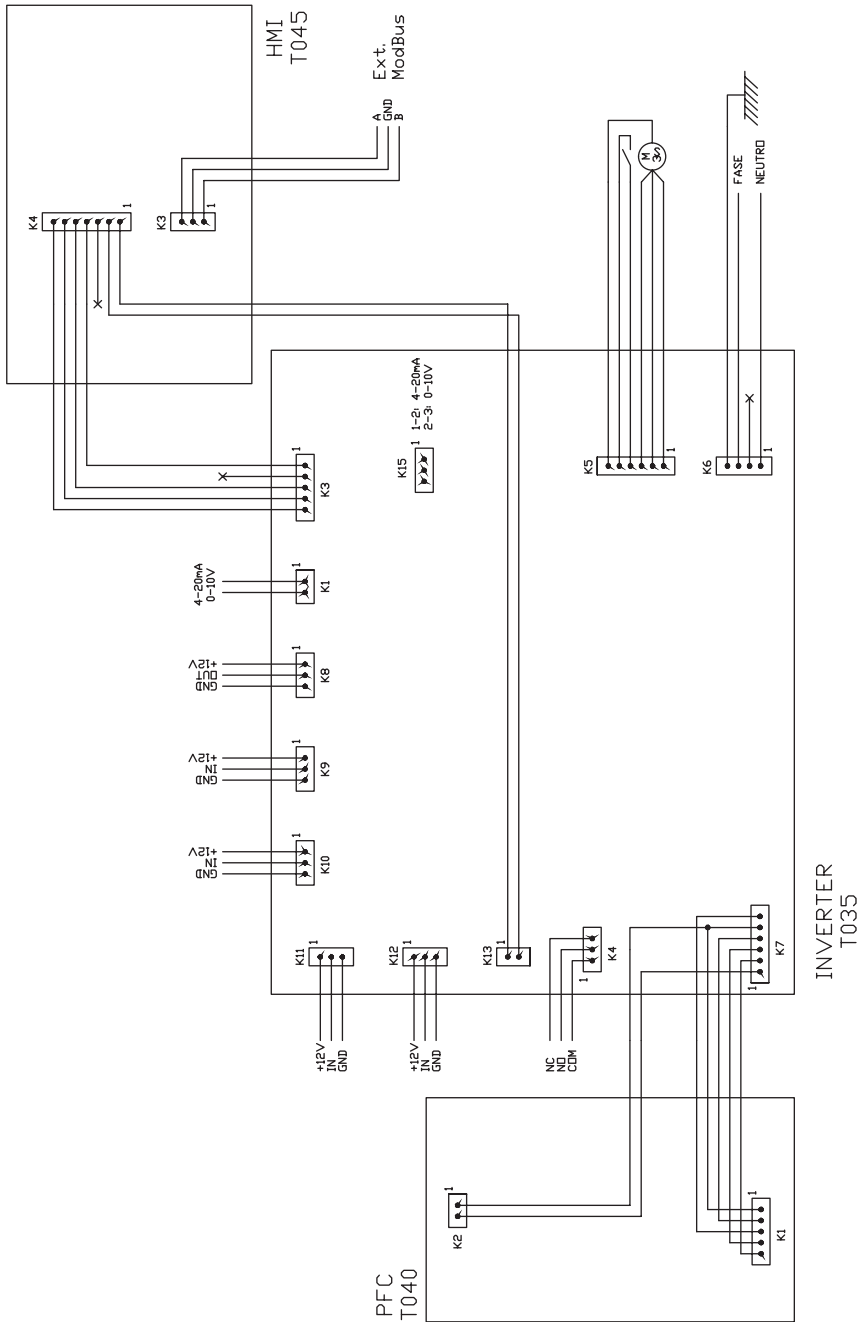 HMI
T045
Ext.
ModBus
A
GND
B
K4
1
K3
1
K3
1
K15
1
1-2: 4-20mA
2-3: 0-10V
K5
1
K6
1
FASE
NEUTRO
M
3~
4-20mA
0-10V
K1
1
+12V
OUT
GND
K8
1
+12V
IN
GND
K9
1
+12V
IN
GND
K10
1
K11
1
+12V
IN
GND
K12
1
+12V
IN
GND
K13
1
K4
1
NC
NO
COM
K7
1
INVERTER
T035
K2
1
K1
1
PFC
T040